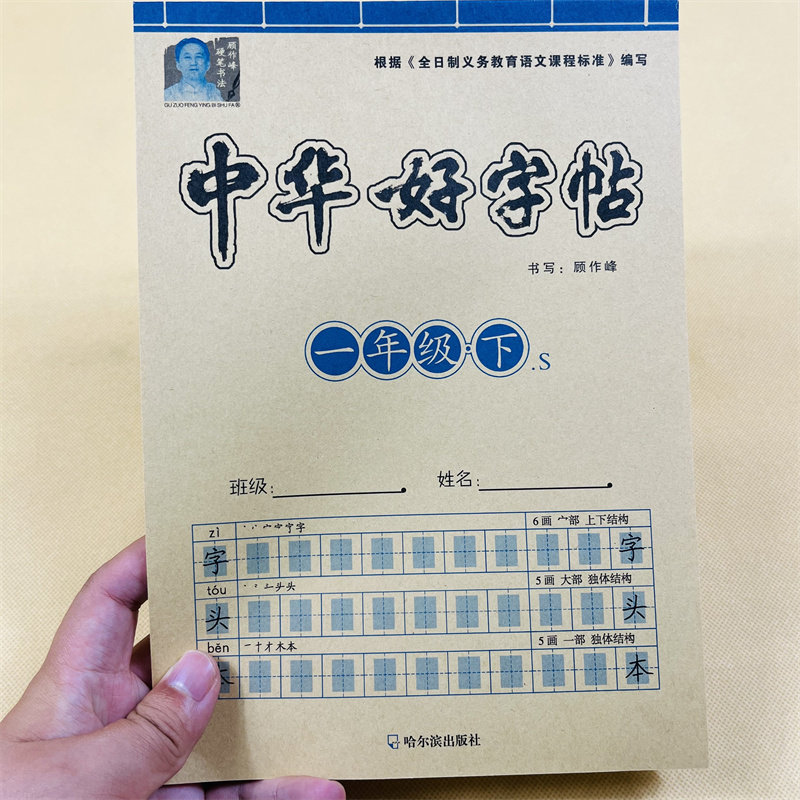 根据《全日制义务教育语文课程标准》编写
顾作峰
硬笔书法
GU ZUO FENG YING BI SHU FA
中华好字帖
书写：顾作峰
一年级·下.S
班级： 姓名：
zì 6画 宀部 上下结构
字 字
tóu 5画 大部 独体结构
头 头
běn 一十才木本 5画 一部 独体结构
本 本
哈尔滨出版社